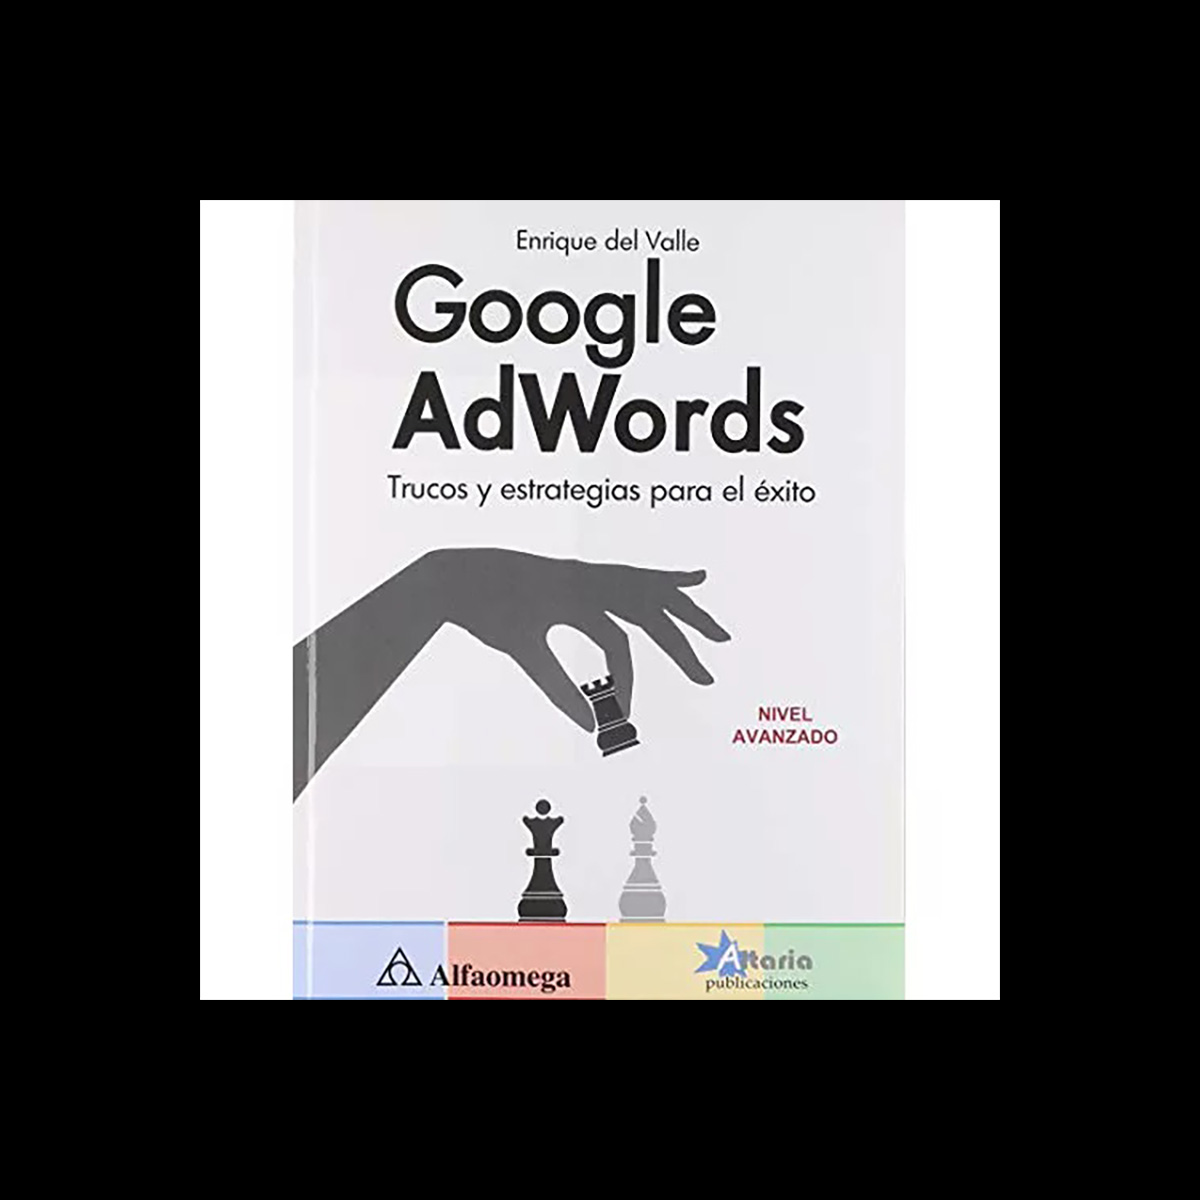 Enrique del Valle
Google
AdWords
Trucos y estrategias para el éxito
NIVEL
AVANZADO
Alfaomega
Altaria
publicaciones